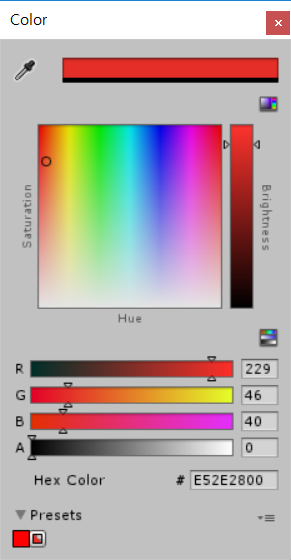 Color
Saturation
Brightness
Hue
R 229
G 46
B 40
A 0
Hex Color # E52E2800
Presets